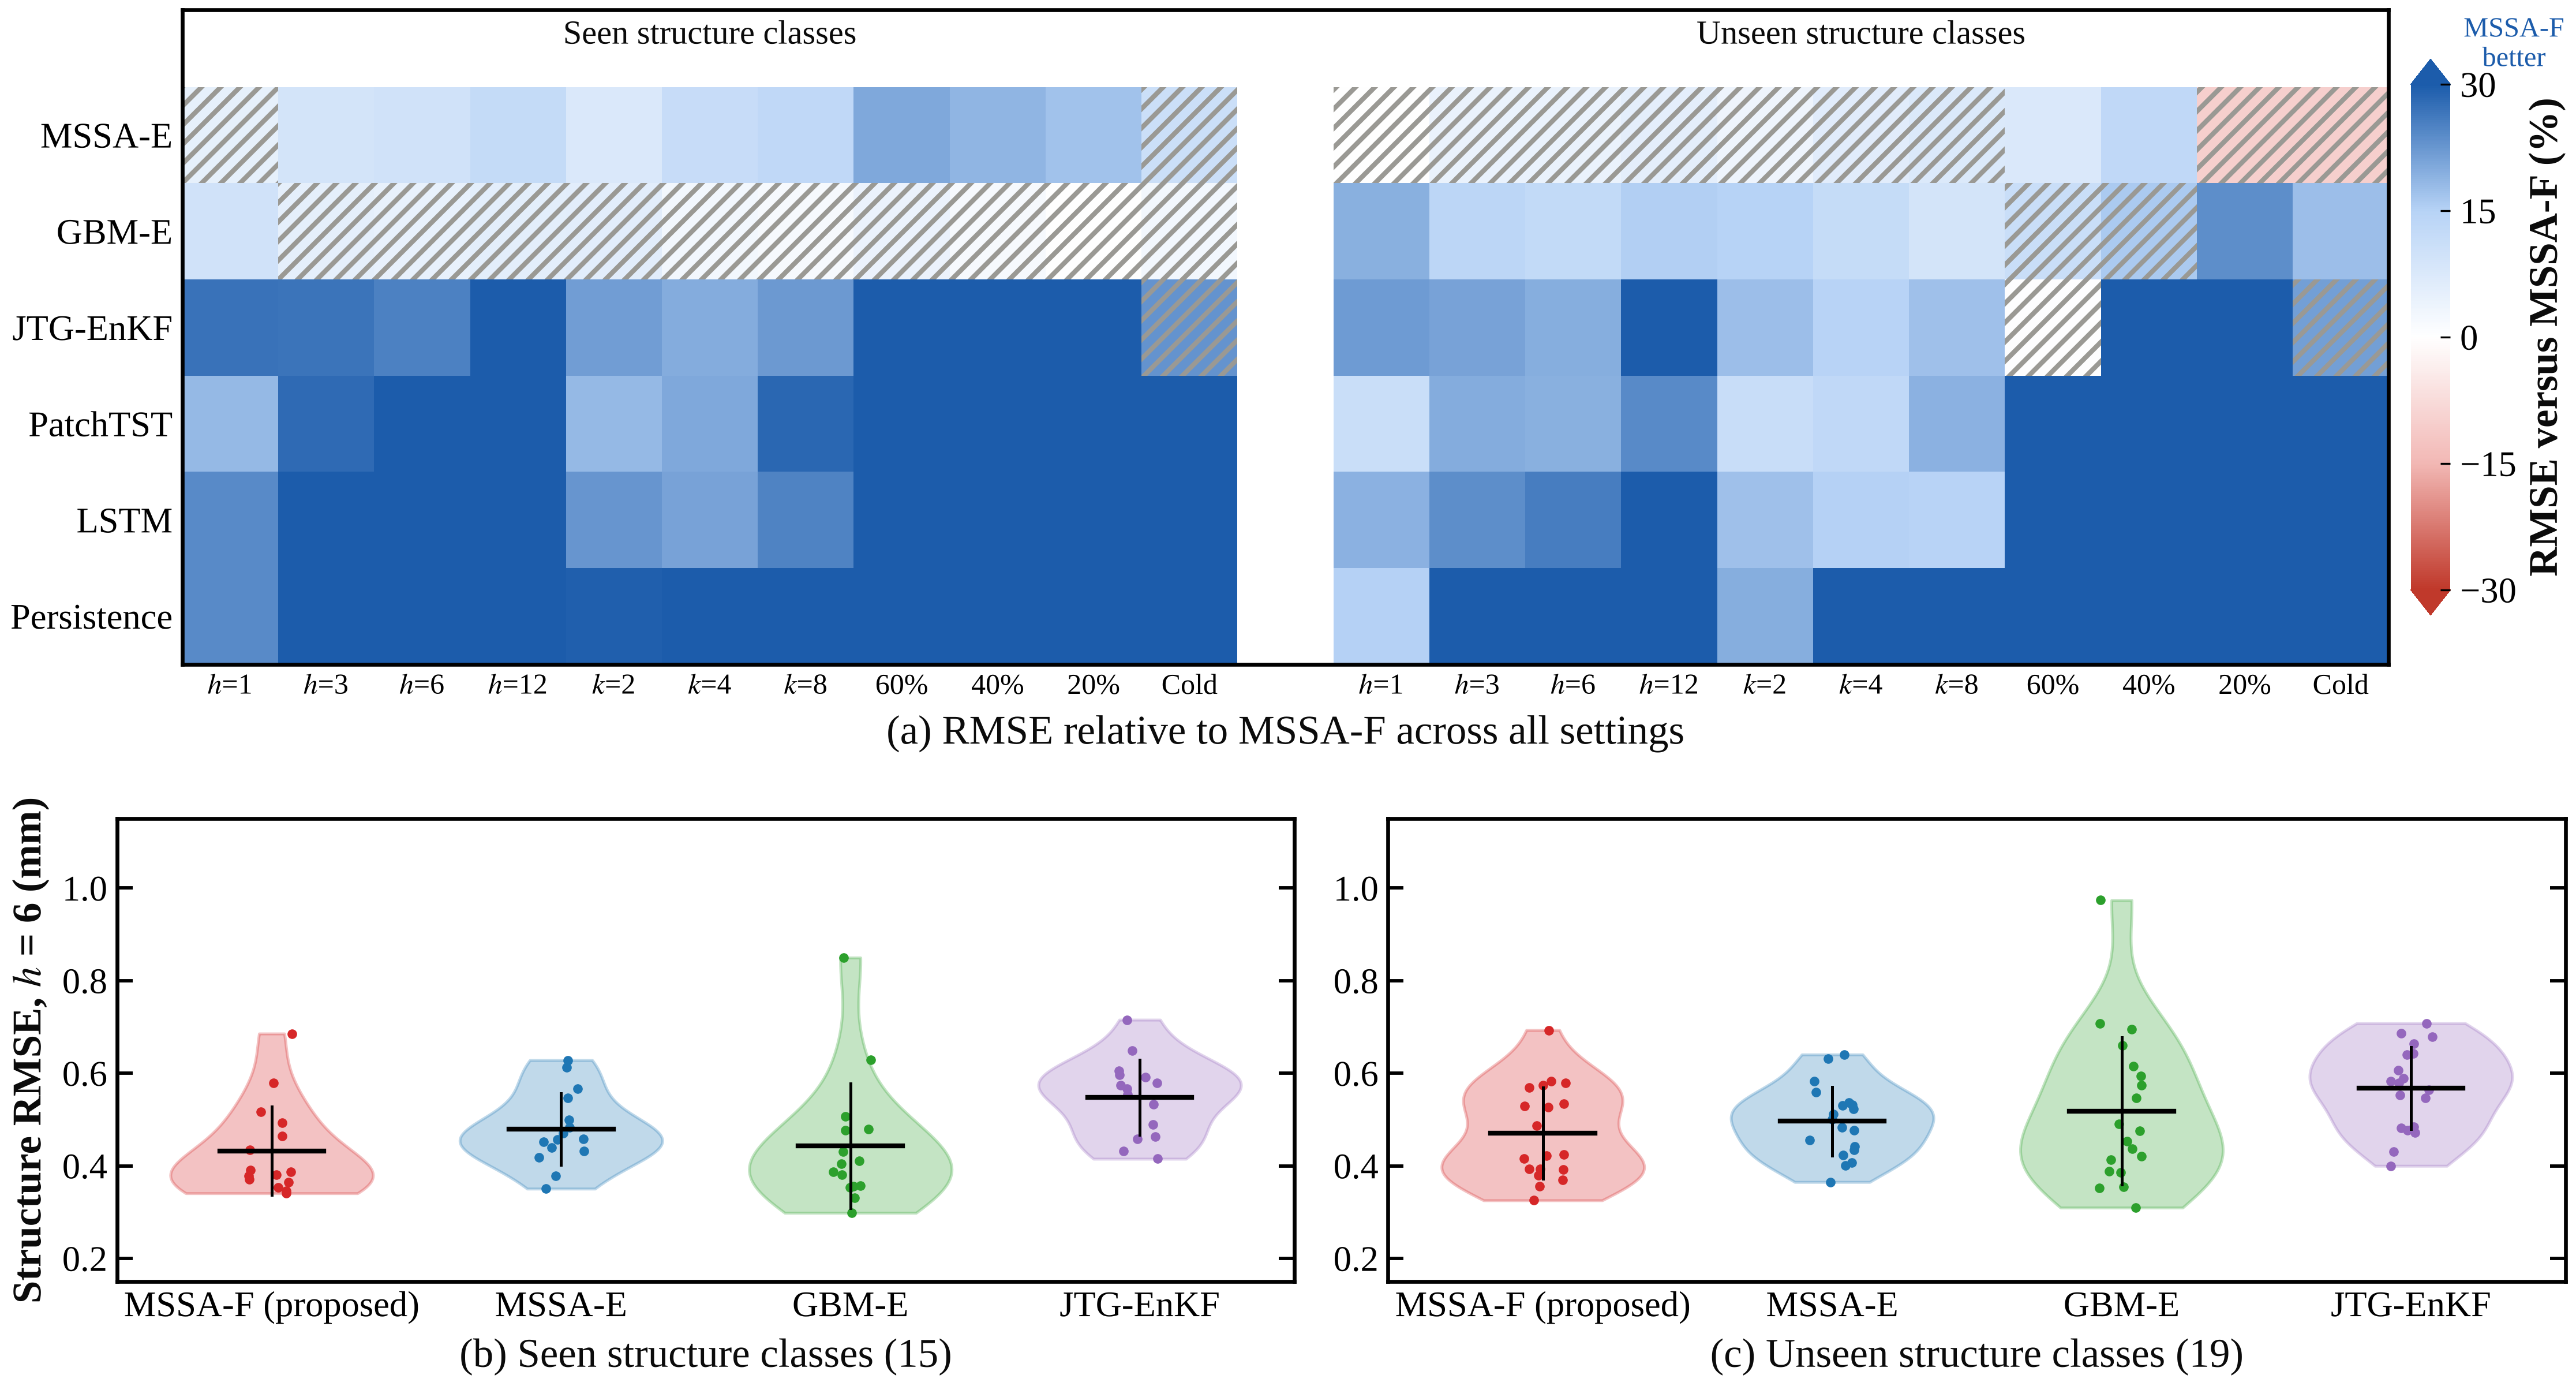 Seen structure classes
Unseen structure classes
MSSA-F
better
MSSA-E
GBM-E
JTG-EnKF
PatchTST
LSTM
Persistence
30
15
0
−15
−30
RMSE versus MSSA-F (%)
h=1 h=3 h=6 h=12 k=2 k=4 k=8 60% 40% 20% Cold
h=1 h=3 h=6 h=12 k=2 k=4 k=8 60% 40% 20% Cold
(a) RMSE relative to MSSA-F across all settings
Structure RMSE, h = 6 (mm)
1.0
0.8
0.6
0.4
0.2
MSSA-F (proposed) MSSA-E GBM-E JTG-EnKF
(b) Seen structure classes (15)
1.0
0.8
0.6
0.4
0.2
MSSA-F (proposed) MSSA-E GBM-E JTG-EnKF
(c) Unseen structure classes (19)